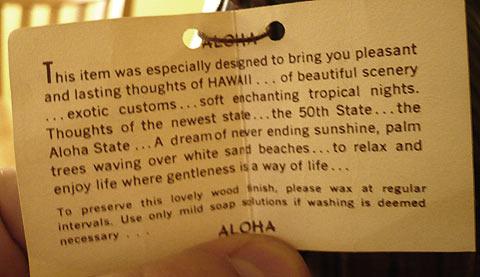 ALOHA
This item was especially designed to bring you pleasant
and lasting thoughts of HAWAII . . . of beautiful scenery
. . . exotic customs . . . soft enchanting tropical nights.
Thoughts of the newest state . . . the 50th State . . . the
Aloha State . . . A dream of never ending sunshine, palm
trees waving over white sand beaches . . . to relax and
enjoy life where gentleness is a way of life . . .
To preserve this lovely wood finish, please wax at regular
intervals. Use only mild soap solutions if washing is deemed
necessary . . .
ALOHA